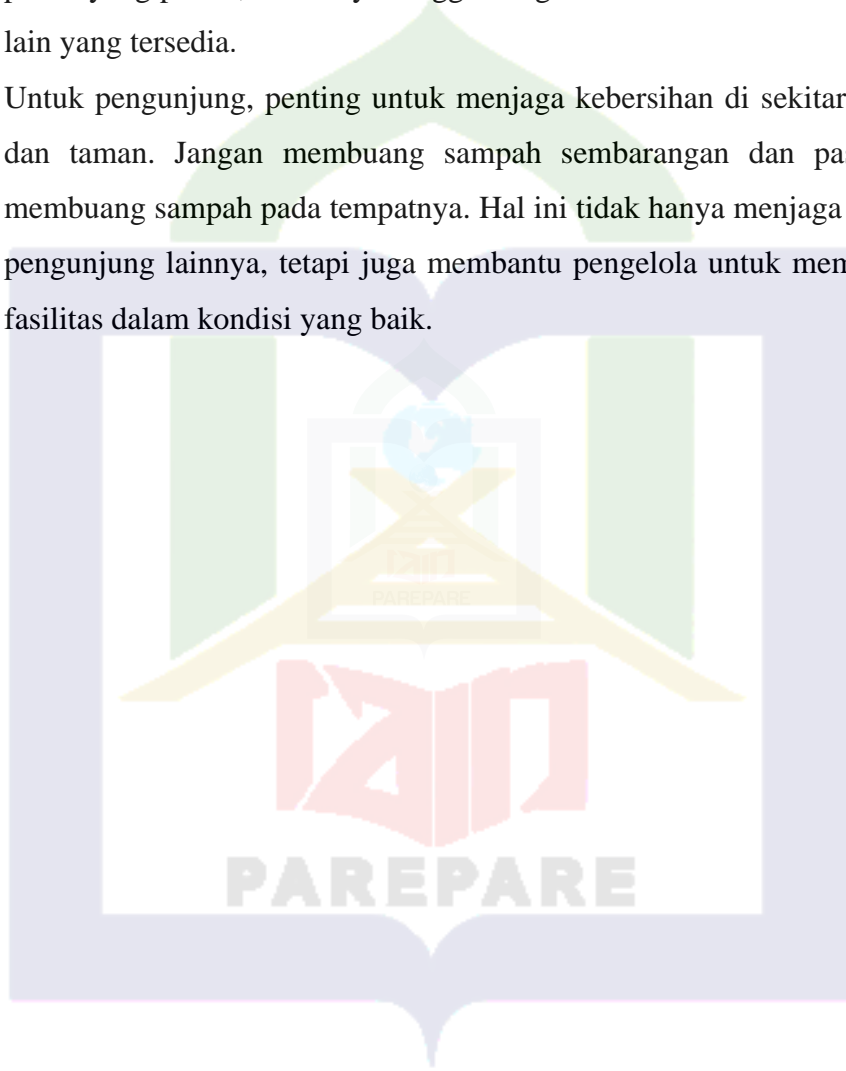 lain yang tersedia.
Untuk pengunjung, penting untuk menjaga kebersihan di sekitar
dan taman. Jangan membuang sampah sembarangan dan pas
membuang sampah pada tempatnya. Hal ini tidak hanya menjaga
pengunjung lainnya, tetapi juga membantu pengelola untuk mem
fasilitas dalam kondisi yang baik.
PAREPARE
PAREPARE